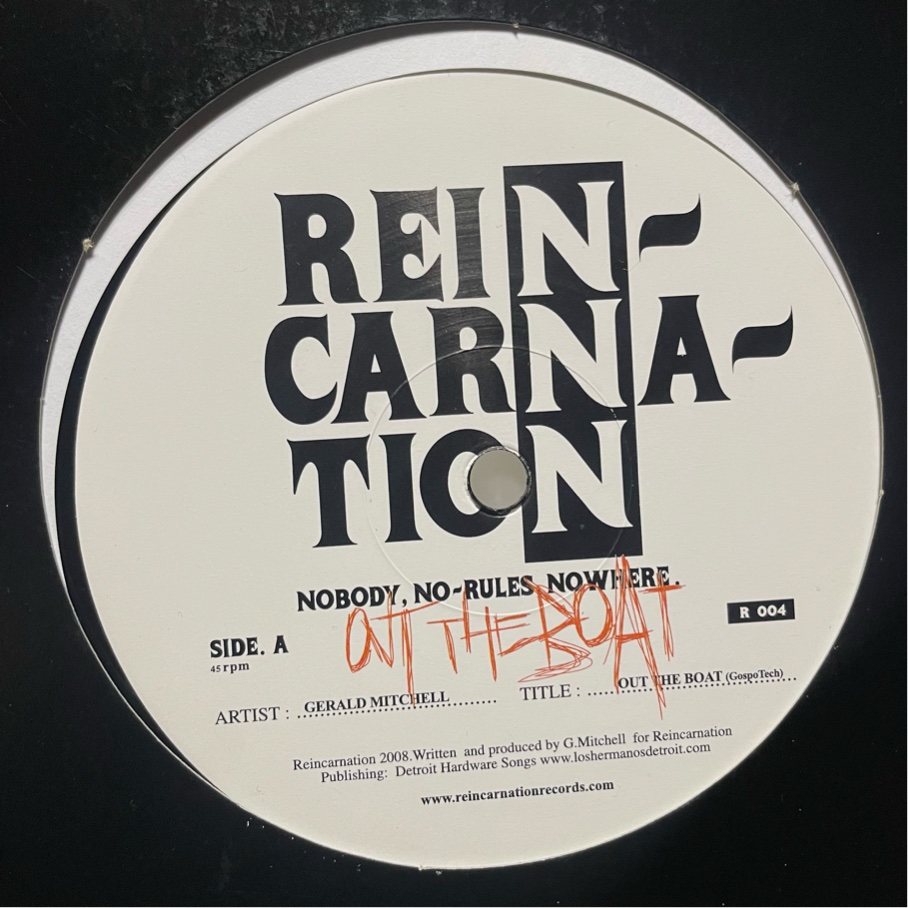 REIN-
CARNA-
TION
NOBODY, NO-RULES, NOWHERE.
OUT THE BOAT
R 004
SIDE. A
45rpm
ARTIST : GERALD MITCHELL TITLE : OUT THE BOAT (GospoTech)
Reincarnation 2008.Written and produced by G.Mitchell for Reincarnation
Publishing: Detroit Hardware Songs www.loshermanosdetroit.com
www.reincarnationrecords.com